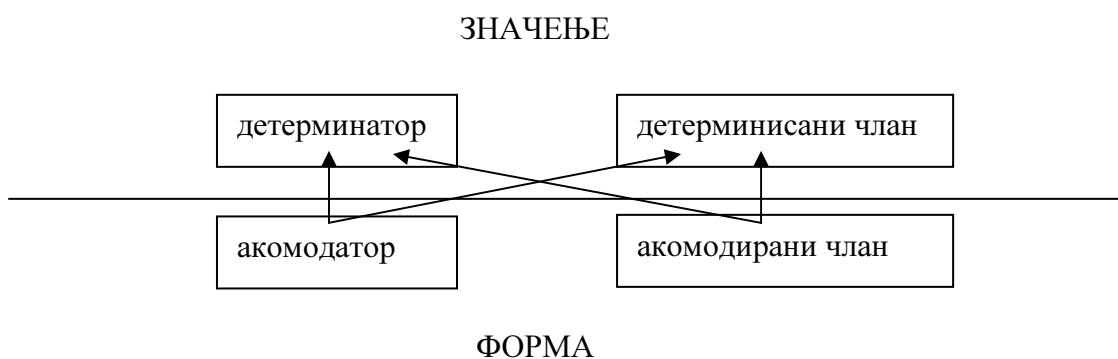 ЗНАЧЕЊЕ
детерминатор
детерминисани члан
акомодатор
акомодирани члан
ФОРМА